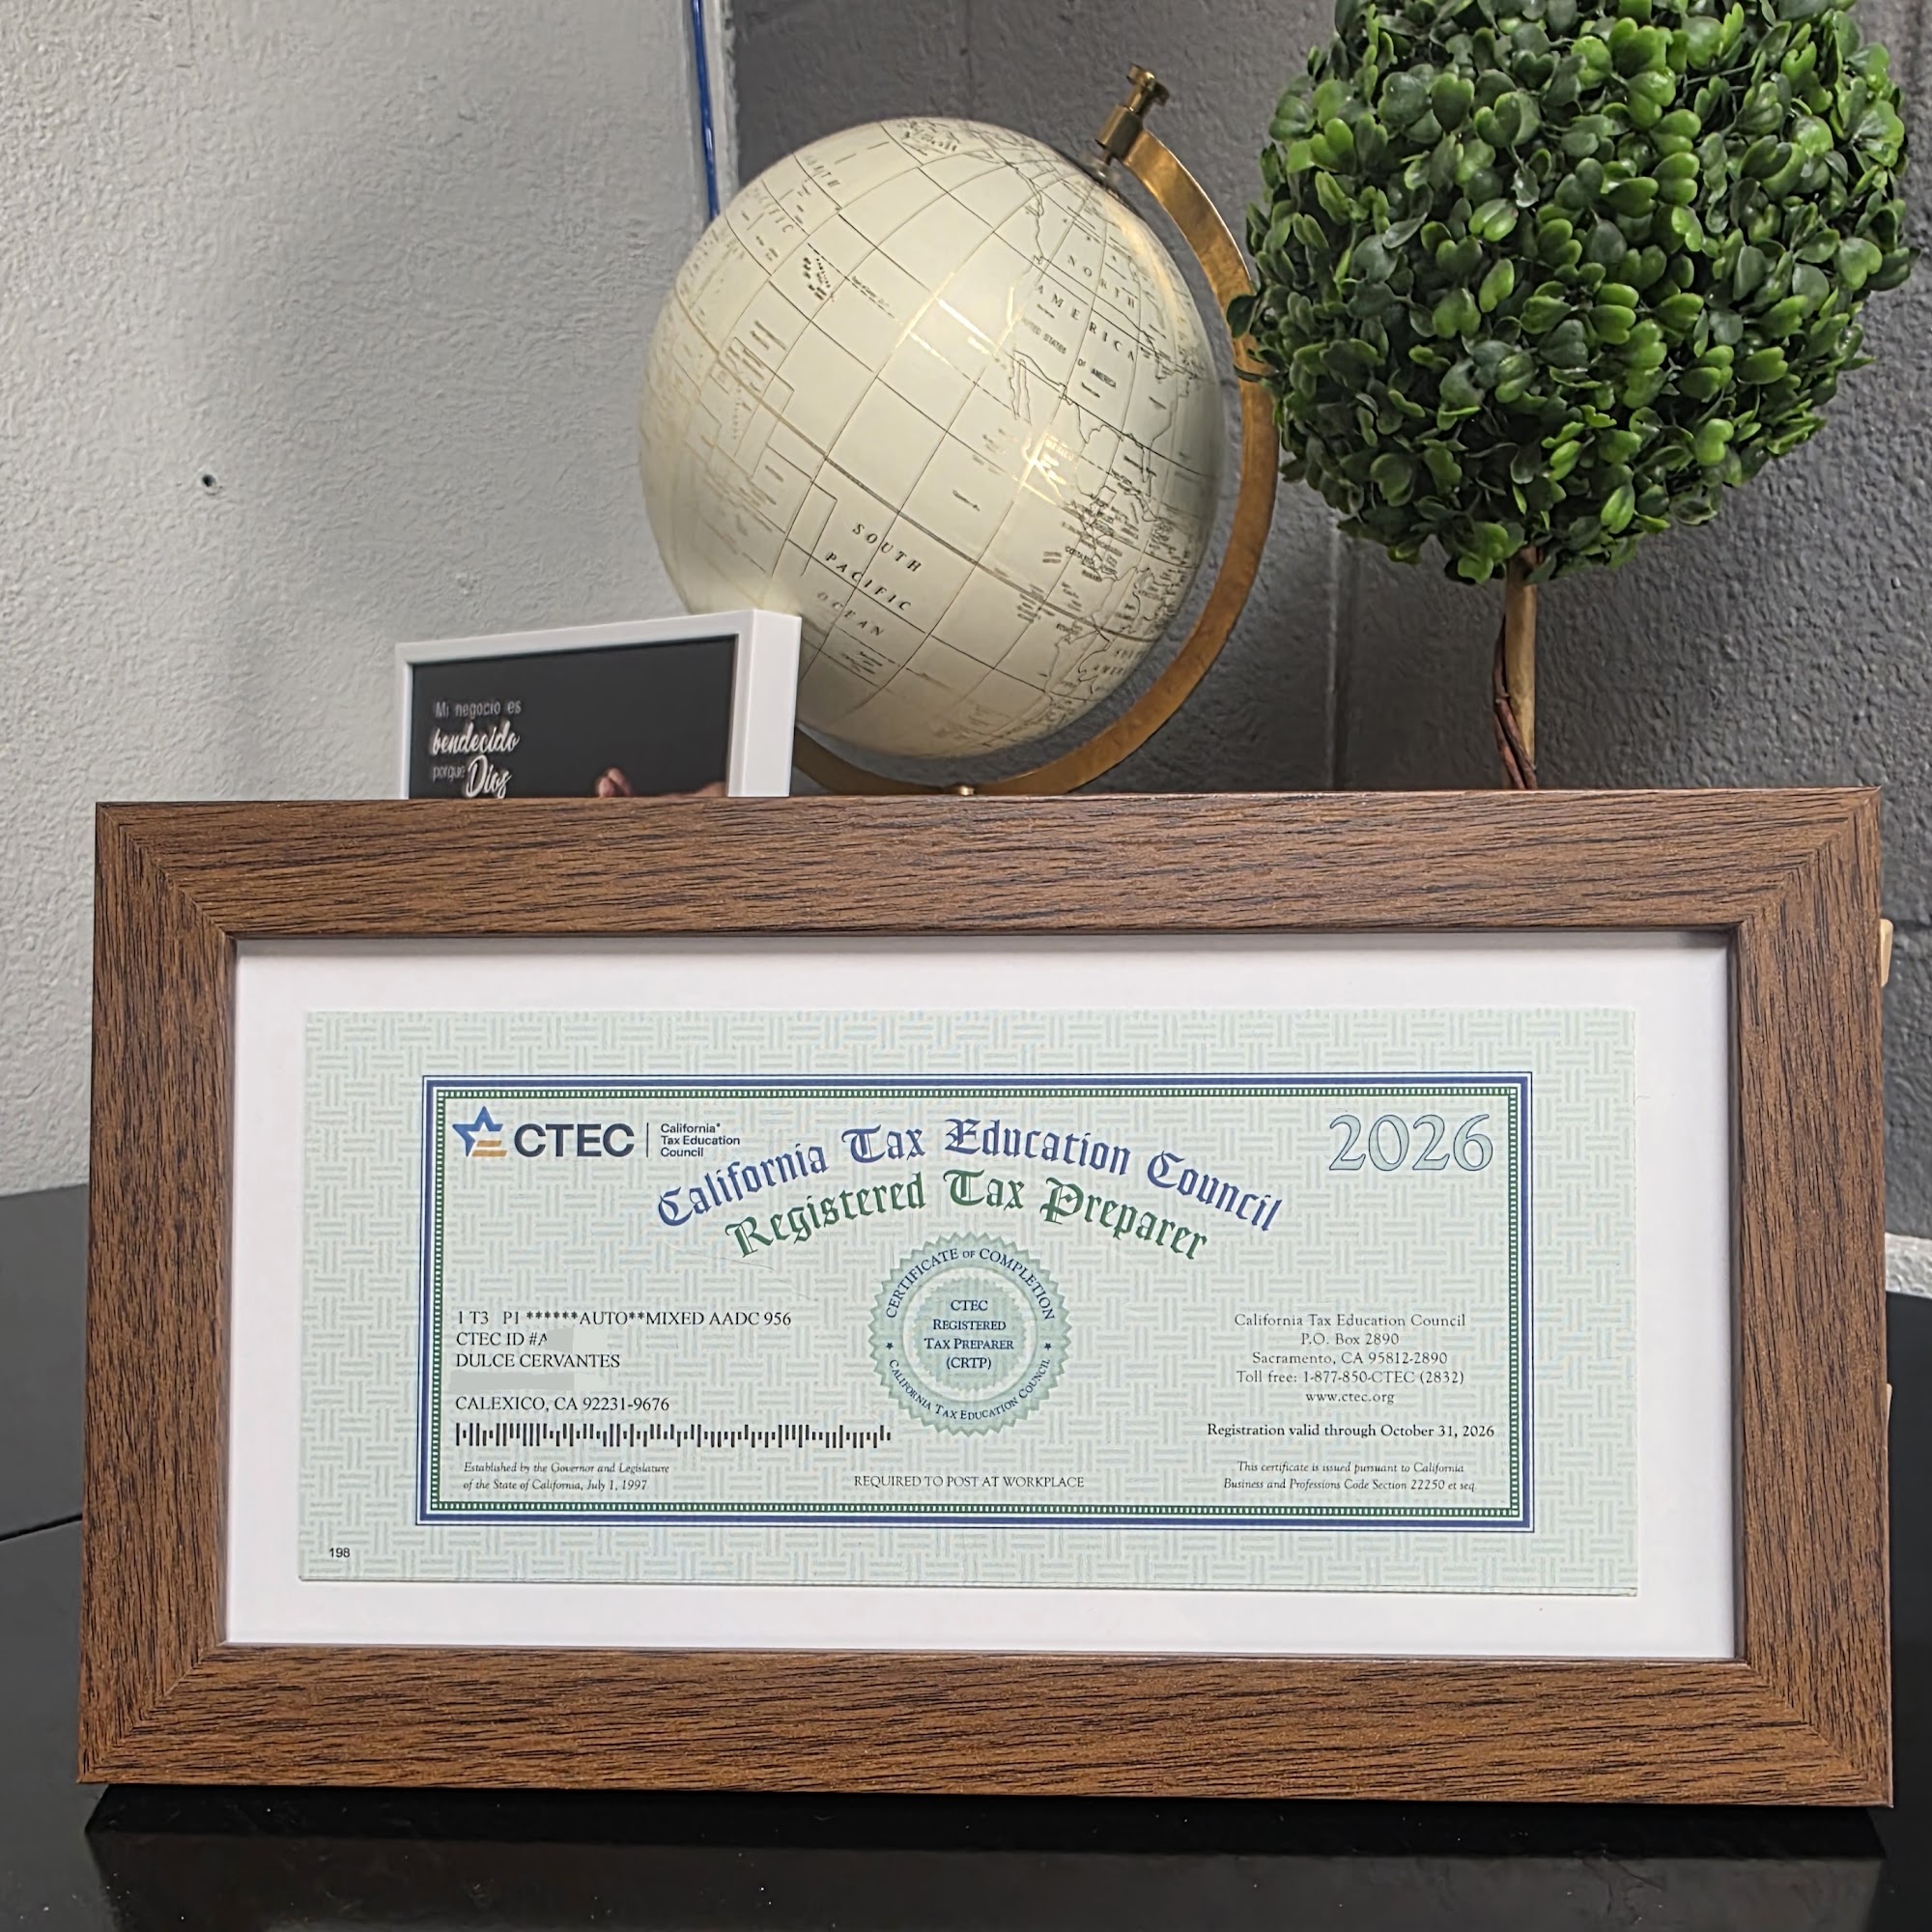 NORTH
AMERICA
UNITED STATES OF AMERICA
SOUTH
PACIFIC
OCEAN
Mi negocio es
bendecido
porque Dios
CTEC
California®
Tax Education
Council
California Tax Education Council
Registered Tax Preparer
2026
CERTIFICATE OF COMPLETION
CTEC
REGISTERED
TAX PREPARER
(CRTP)
CALIFORNIA TAX EDUCATION COUNCIL
1 T3 P1 ******AUTO**MIXED AADC 956
CTEC ID #A
DULCE CERVANTES
CALEXICO, CA 92231-9676
Established by the Governor and Legislature
of the State of California, July 1, 1997
REQUIRED TO POST AT WORKPLACE
California Tax Education Council
P.O. Box 2890
Sacramento, CA 95812-2890
Toll free: 1-877-850-CTEC (2832)
www.ctec.org
Registration valid through October 31, 2026
This certificate is issued pursuant to California
Business and Professions Code Section 22250 et seq.
198